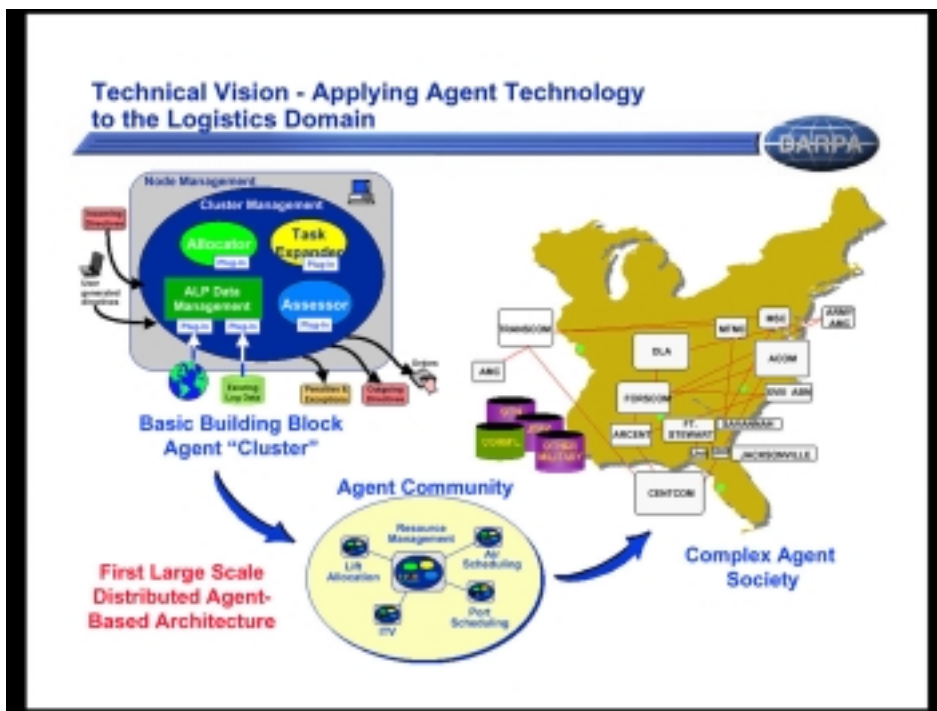 Technical Vision - Applying Agent Technology
to the Logistics Domain
DARPA
Node Management
Cluster Management
Incoming
Directives
User
generated
directives
Allocator
Plug-In
Task
Expander
Plug-In
ALP Data
Management
Plug-In
Plug-In
Assessor
Plug-In
Existing
Log Data
Penalties &
Exceptions
Outgoing
Directives
Orders
Basic Building Block
Agent “Cluster”
TRANSCOM
AMC
MTMC
MSC
ARMY
AMC
DLA
ACOM
FORSCOM
ARCENT
FT.
STEWART
SAVANNAH
JACKSONVILLE
CENTCOM
COMM'L
OTHER
MILITARY
Agent Community
Resource
Management
Lift
Allocation
Air
Scheduling
ITV
Port
Scheduling
First Large Scale
Distributed Agent-
Based Architecture
Complex Agent
Society